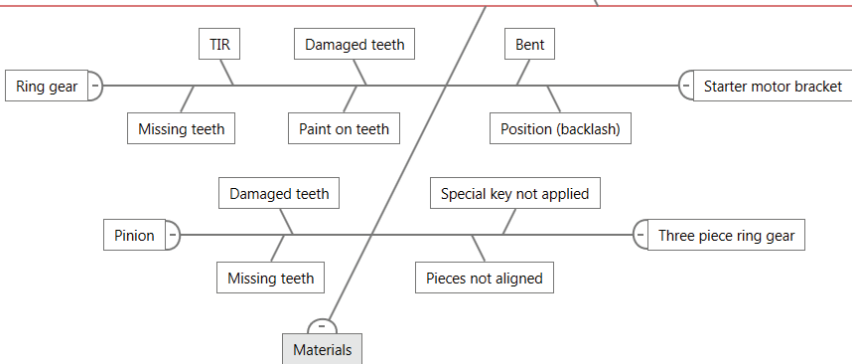 TIR
Damaged teeth
Bent
Ring gear
Starter motor bracket
Missing teeth
Paint on teeth
Position (backlash)
Damaged teeth
Special key not applied
Pinion
Three piece ring gear
Missing teeth
Pieces not aligned
Materials